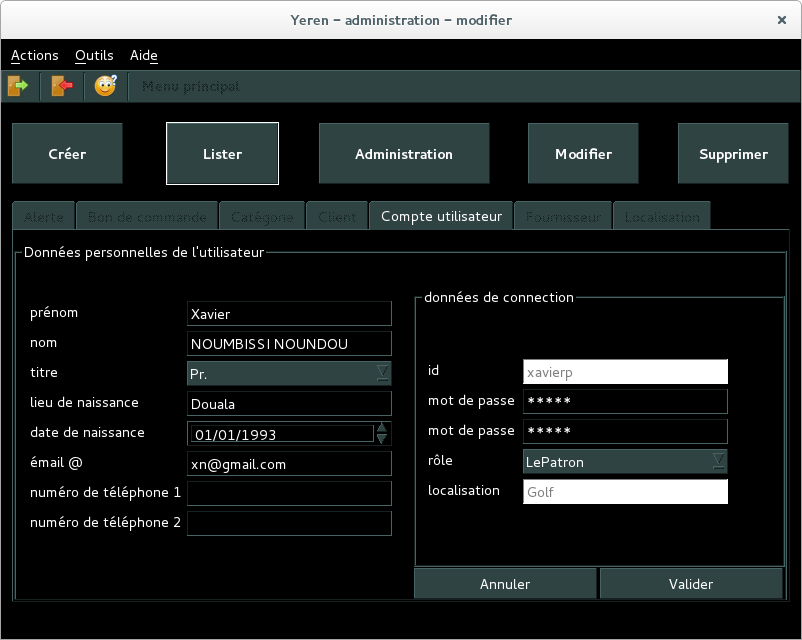 Yeren – administration – modifier
×
Actions Outils Aide
Menu principal
Créer Lister Administration Modifier Supprimer
Alerte Bon de commande Catégorie Client Compte utilisateur Fournisseur Localisation
Données personnelles de l'utilisateur
données de connection
prénom Xavier
nom NOUMBISSI NOUNDOU
titre Pr.
lieu de naissance Douala
date de naissance 01/01/1993
émail @ xn@gmail.com
numéro de téléphone 1
numéro de téléphone 2
id xavierp
mot de passe *****
mot de passe *****
rôle LePatron
localisation Golf
Annuler Valider